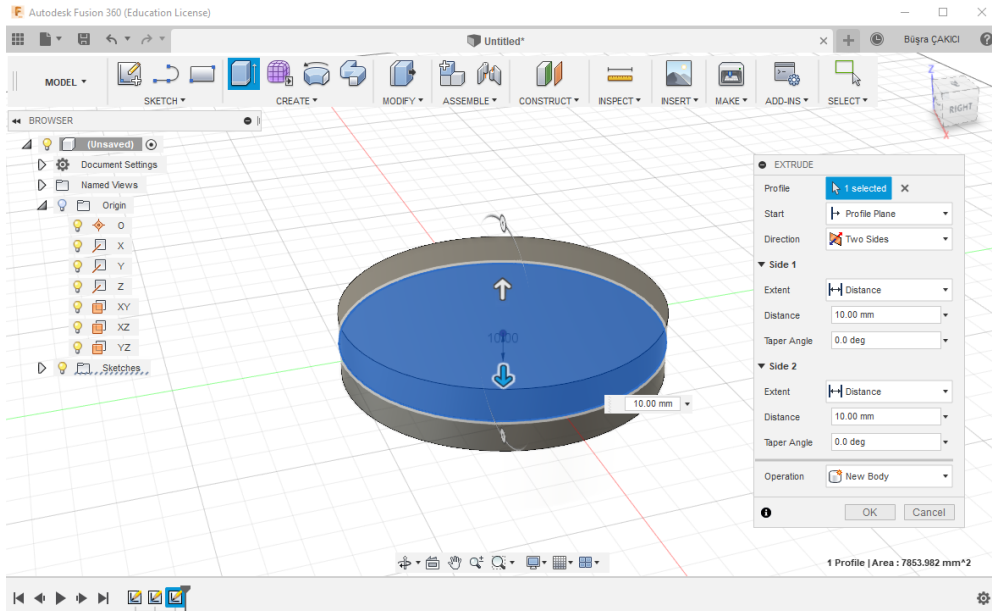 Autodesk Fusion 360 (Education License)
Untitled*
Büşra ÇAKICI
MODEL
SKETCH
CREATE
MODIFY
ASSEMBLE
CONSTRUCT
INSPECT
INSERT
MAKE
ADD-INS
SELECT
BROWSER
(Unsaved)
Document Settings
Named Views
Origin
O
X
Y
Z
XY
XZ
YZ
Sketches
Z
RIGHT
X
10.00
10.00 mm
EXTRUDE
Profile 1 selected
Start Profile Plane
Direction Two Sides
Side 1
Extent Distance
Distance 10.00 mm
Taper Angle 0.0 deg
Side 2
Extent Distance
Distance 10.00 mm
Taper Angle 0.0 deg
Operation New Body
OK Cancel
1 Profile | Area : 7853.982 mm^2